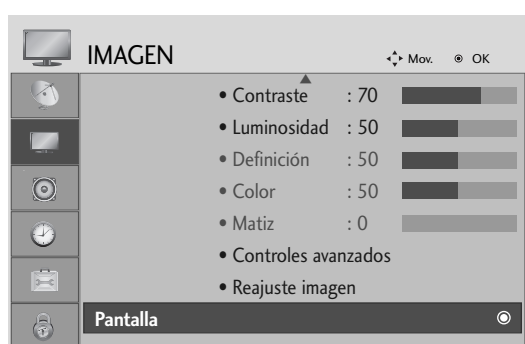 IMAGEN Mov. OK
• Contraste : 70
• Luminosidad : 50
• Definición : 50
• Color : 50
• Matiz : 0
• Controles avanzados
• Reajuste imagen
Pantalla